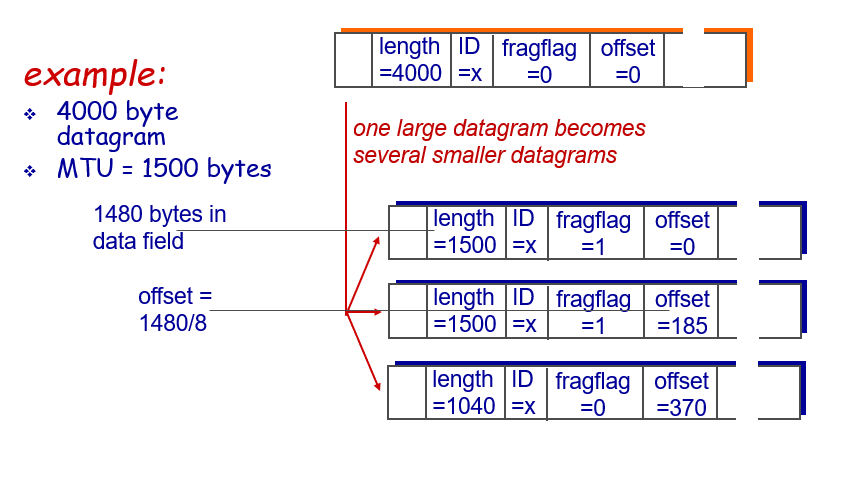 example:
❖ 4000 byte
datagram
❖ MTU = 1500 bytes
length ID fragflag offset
=4000 =x =0 =0
one large datagram becomes
several smaller datagrams
1480 bytes in
data field
length ID fragflag offset
=1500 =x =1 =0
offset =
1480/8
length ID fragflag offset
=1500 =x =1 =185
length ID fragflag offset
=1040 =x =0 =370